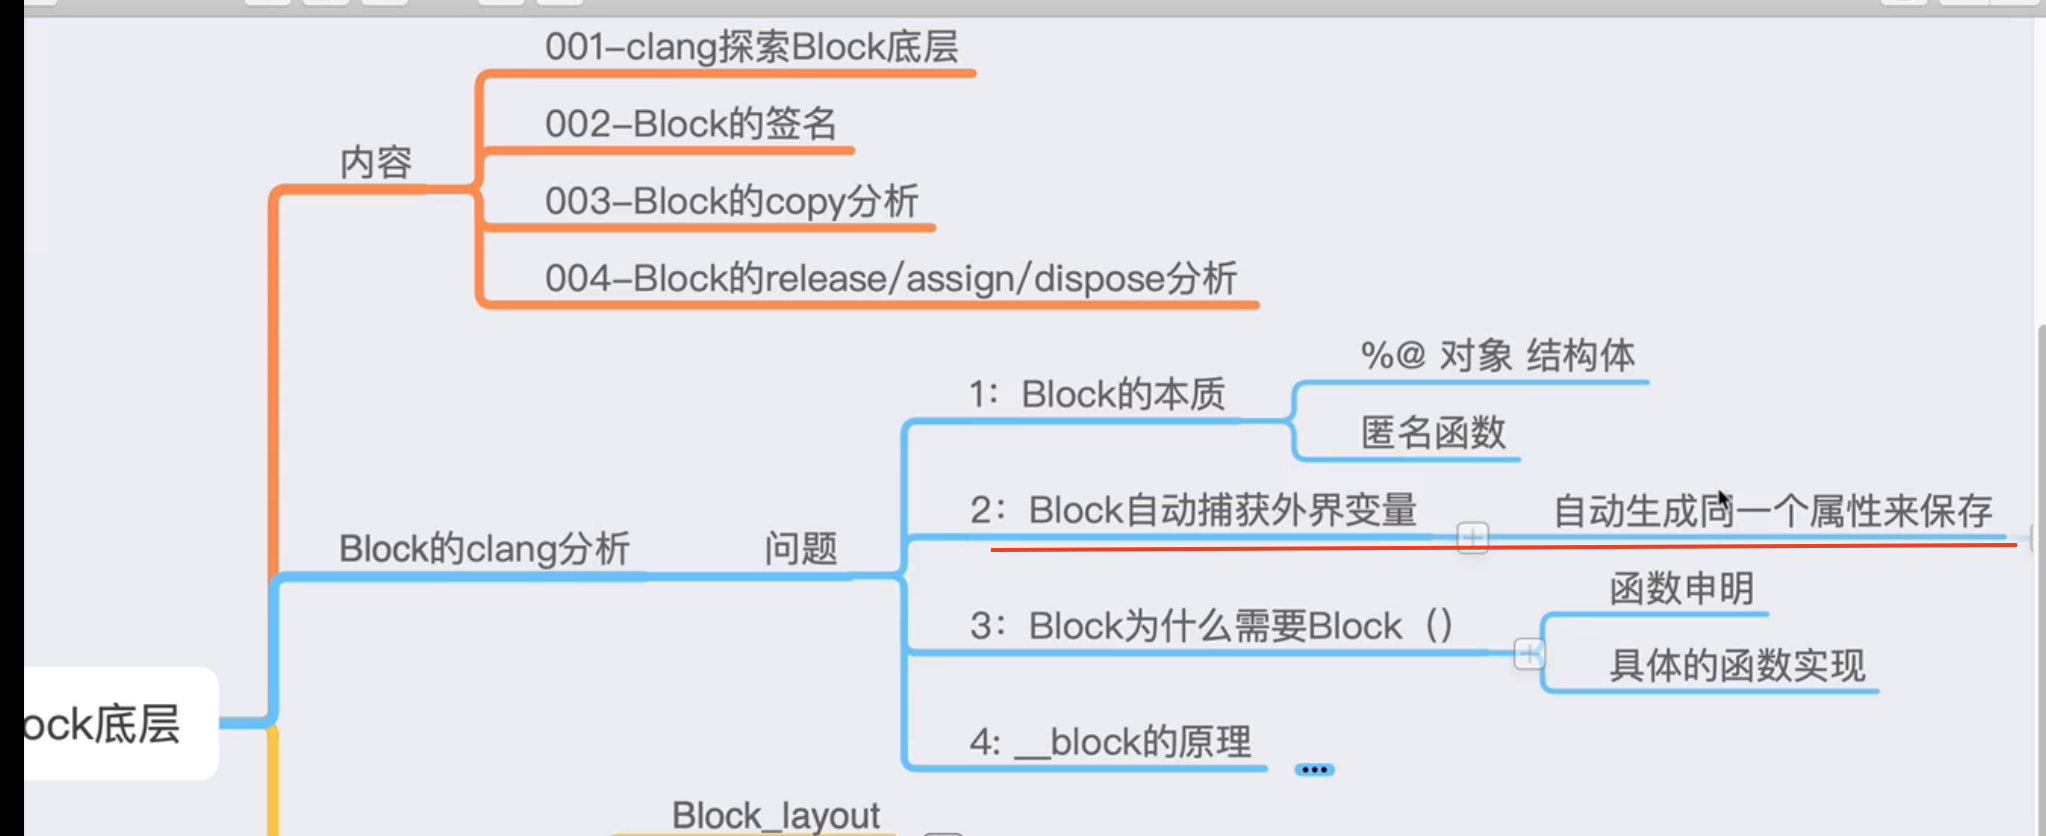 001-clang探索Block底层
002-Block的签名
内容
003-Block的copy分析
004-Block的release/assign/dispose分析
%@ 对象 结构体
1：Block的本质
匿名函数
2：Block自动捕获外界变量
自动生成同一个属性来保存
Block的clang分析
问题
函数申明
3：Block为什么需要Block（）
具体的函数实现
ock底层
4: __block的原理
Block_layout